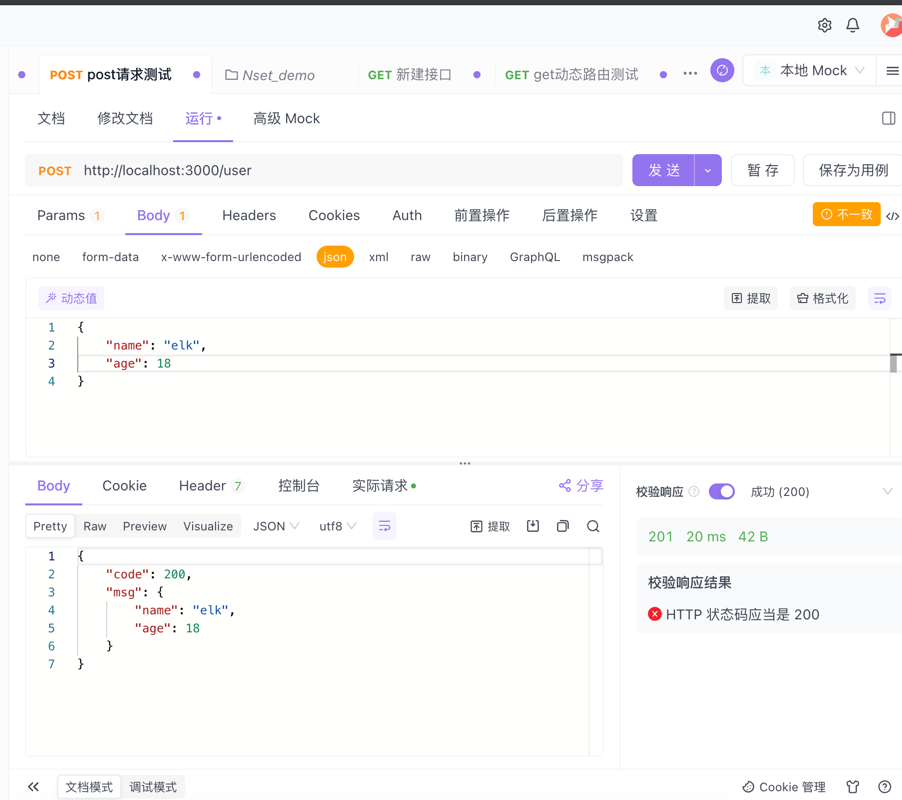 POST post请求测试 Nset_demo GET 新建接口 GET get动态路由测试 ··· 本 本地 Mock
文档 修改文档 运行 高级 Mock
POST http://localhost:3000/user 发 送 暂 存 保存为用例
Params 1 Body 1 Headers Cookies Auth 前置操作 后置操作 设置 不一致 </>
none form-data x-www-form-urlencoded json xml raw binary GraphQL msgpack
动态值 提取 格式化
1 {
2 "name": "elk",
3 "age": 18
4 }
Body Cookie Header 7 控制台 实际请求 分享
Pretty Raw Preview Visualize JSON utf8 提取
1 {
2 "code": 200,
3 "msg": {
4 "name": "elk",
5 "age": 18
6 }
7 }
校验响应 成功 (200)
201 20 ms 42 B
校验响应结果
HTTP 状态码应当是 200
文档模式 调试模式 Cookie 管理